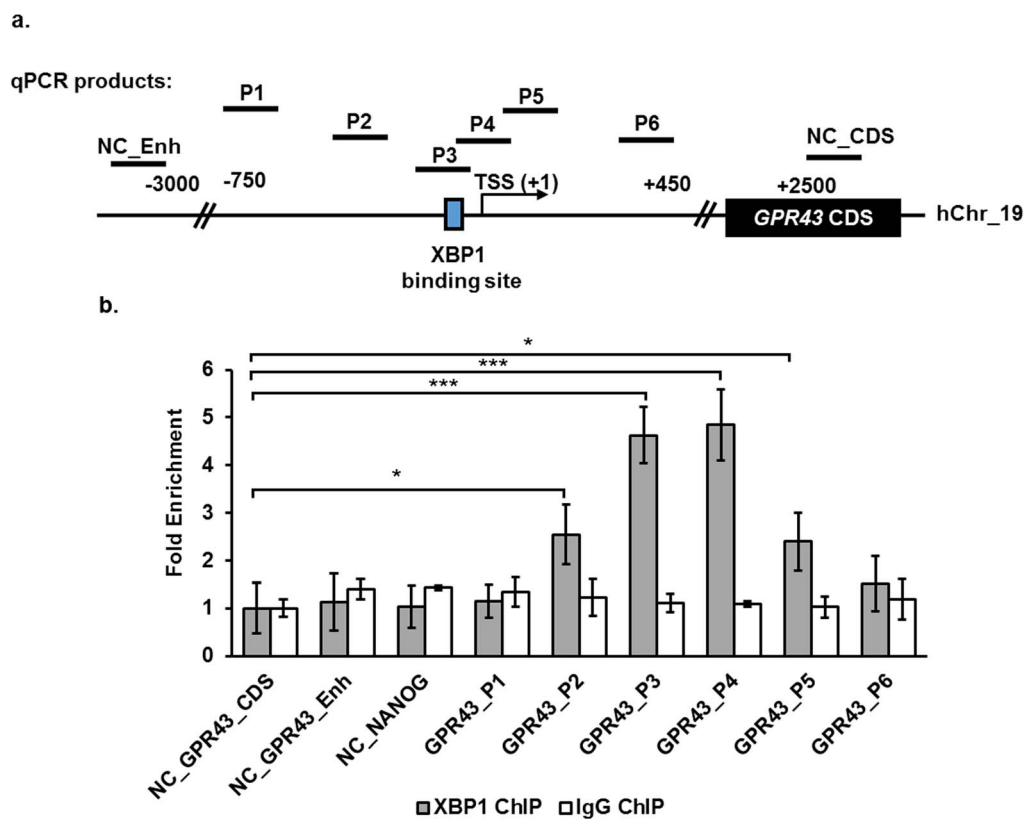 a.
qPCR products:
P1
P2
P3
P4
P5
P6
NC_Enh
NC_CDS
-3000
-750
TSS (+1)
+450
+2500
GPR43 CDS
hChr_19
XBP1
binding site
b.
*
***
***
*
Fold Enrichment
6
5
4
3
2
1
0
NC_GPR43_CDS
NC_GPR43_Enh
NC_NANOG
GPR43_P1
GPR43_P2
GPR43_P3
GPR43_P4
GPR43_P5
GPR43_P6
XBP1 ChIP
IgG ChIP